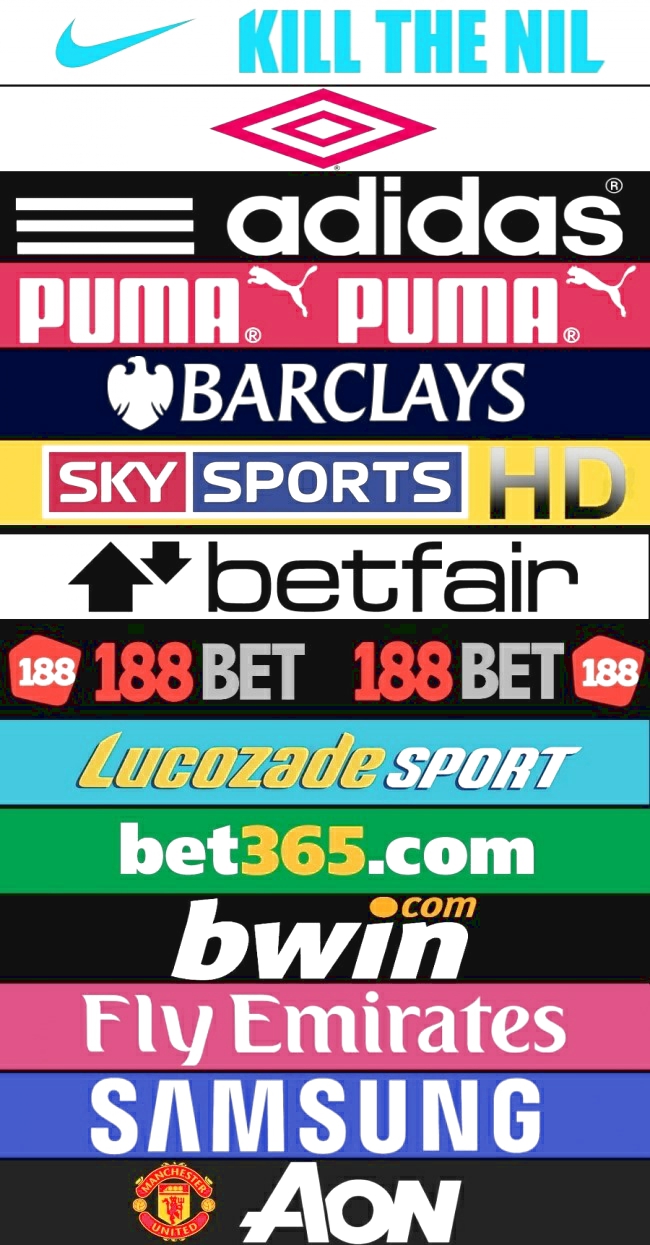 KILL THE NIL
®
adidas®
PUMA® PUMA®
BARCLAYS
SKY SPORTS HD
betfair
188 188BET 188BET 188
Lucozade SPORT
bet365.com
bwin.com
Fly Emirates
SAMSUNG
MANCHESTER UNITED AON